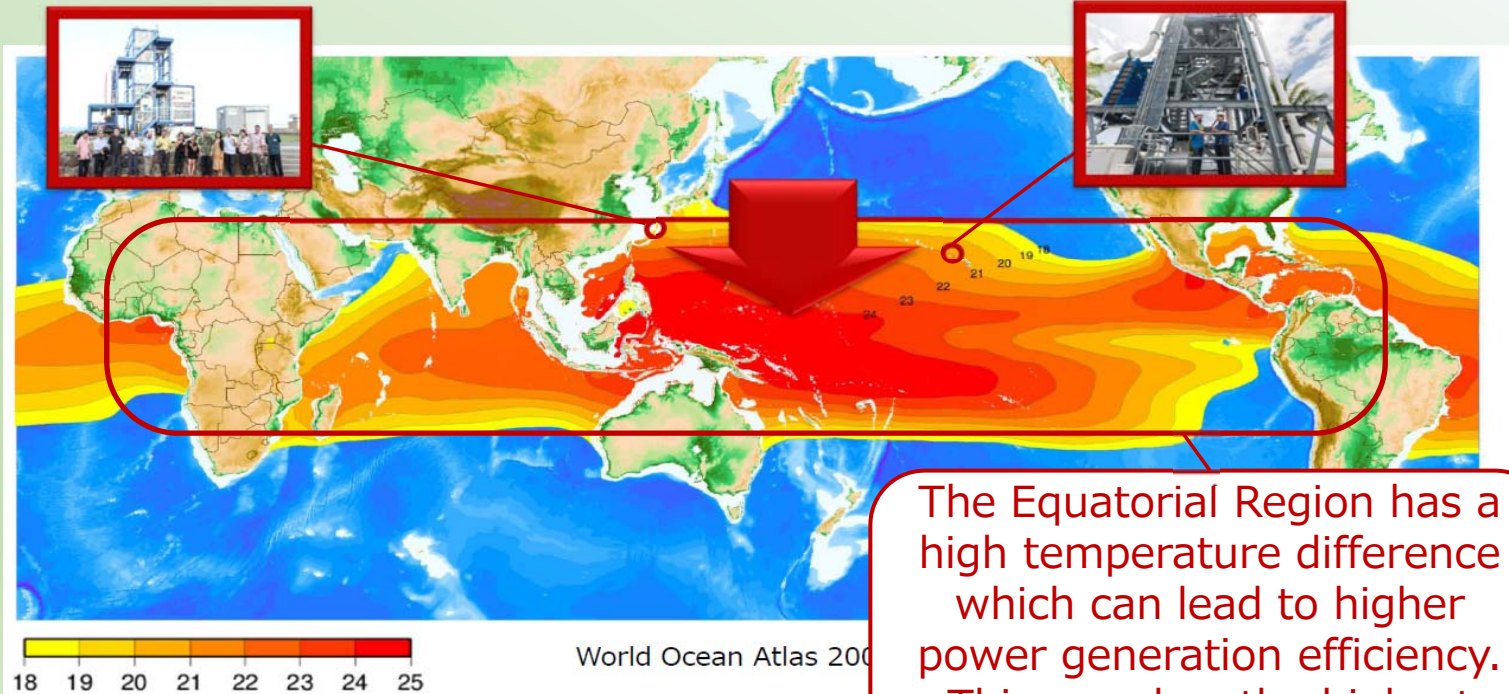 18
19
20
21
22
23
24
18 19 20 21 22 23 24 25
World Ocean Atlas
The Equatorial Region has a
high temperature difference
which can lead to higher
power generation efficiency.